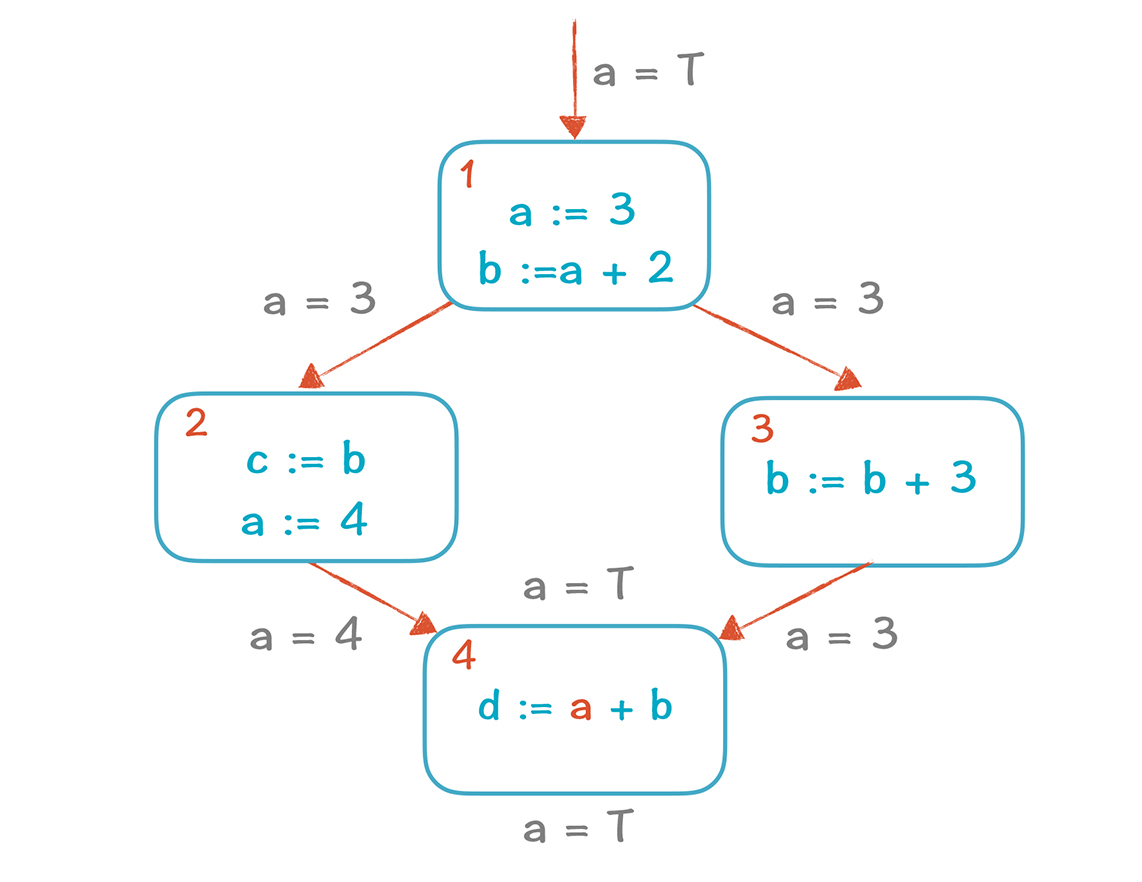 a = T
1
a := 3
b :=a + 2
a = 3
a = 3
2
c := b
a := 4
3
b := b + 3
a = T
a = 4
a = 3
4
d := a + b
a = T